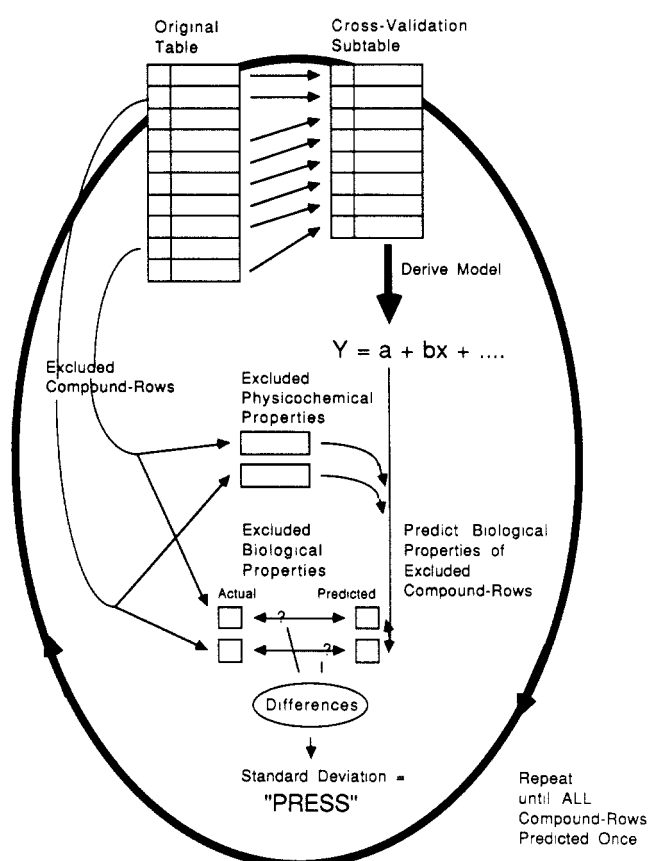 Original
Table
Cross-Validation
Subtable
Derive Model
Y = a + bx + ....
Excluded
Compound-Rows
Excluded
Physicochemical
Properties
Excluded
Biological
Properties
Predict Biological
Properties of
Excluded
Compound-Rows
Actual
Predicted
?
?
Differences
Standard Deviation =
"PRESS"
Repeat
until ALL
Compound-Rows
Predicted Once